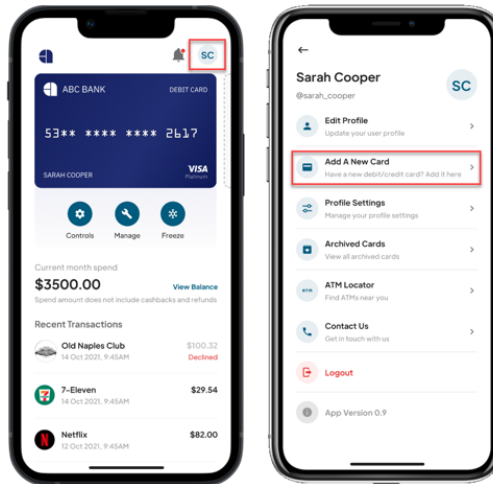 SC
ABC BANK
DEBIT CARD
53** **** **** 2617
SARAH COOPER
VISA
Platinum
Controls
Manage
Freeze
Current month spend
$3500.00
View Balance
Spend amount does not include cashbacks and refunds
Recent Transactions
Old Naples Club
$100.32
14 Oct 2021, 9:45AM
Declined
7-Eleven
$29.54
14 Oct 2021, 9:45AM
Netflix
$82.00
12 Oct 2021, 9:45AM
Sarah Cooper
@sarah_cooper
SC
Edit Profile
Update your user profile
Add A New Card
Have a new debit/credit card? Add it here
Profile Settings
Manage your profile settings
Archived Cards
View all archived cards
ATM
ATM Locator
Find ATMs near you
Contact Us
Get in touch with us
Logout
App Version 0.9